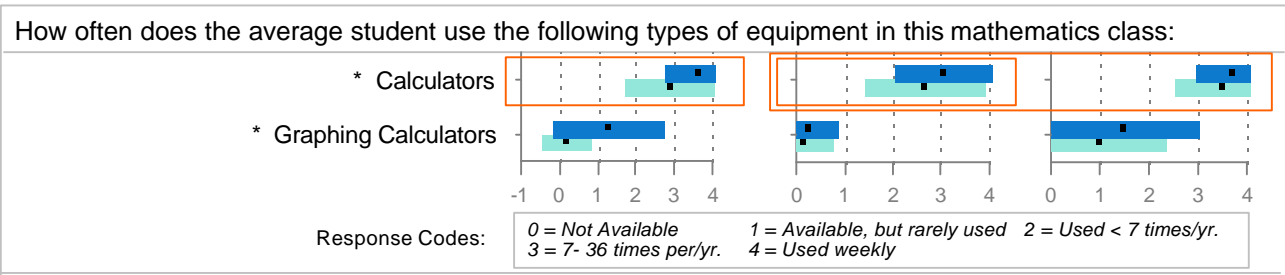 How often does the average student use the following types of equipment in this mathematics class:
* Calculators
* Graphing Calculators
-1 0 1 2 3 4 0 1 2 3 4 0 1 2 3 4
Response Codes: 0 = Not Available 1 = Available, but rarely used 2 = Used < 7 times/yr.
3 = 7- 36 times per/yr. 4 = Used weekly